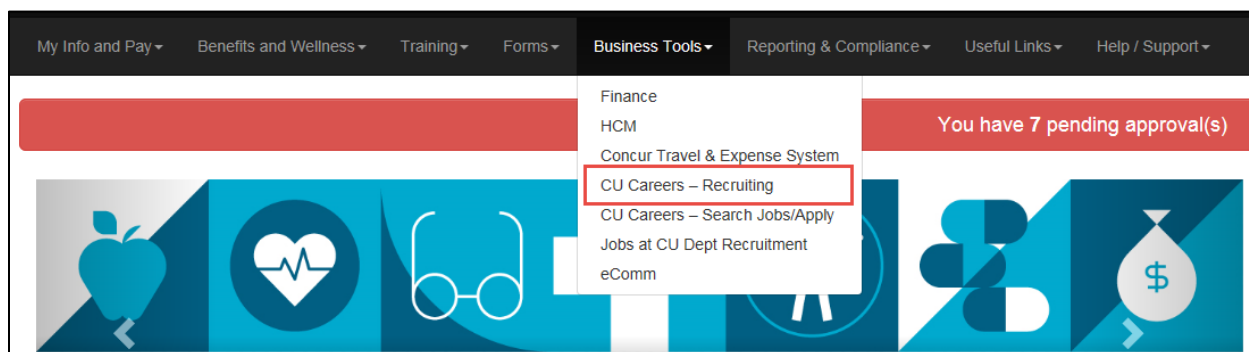 My Info and Pay Benefits and Wellness Training Forms Business Tools Reporting & Compliance Useful Links Help / Support
Finance
HCM
You have 7 pending approval(s)
Concur Travel & Expense System
CU Careers – Recruiting
CU Careers – Search Jobs/Apply
Jobs at CU Dept Recruitment
eComm
$